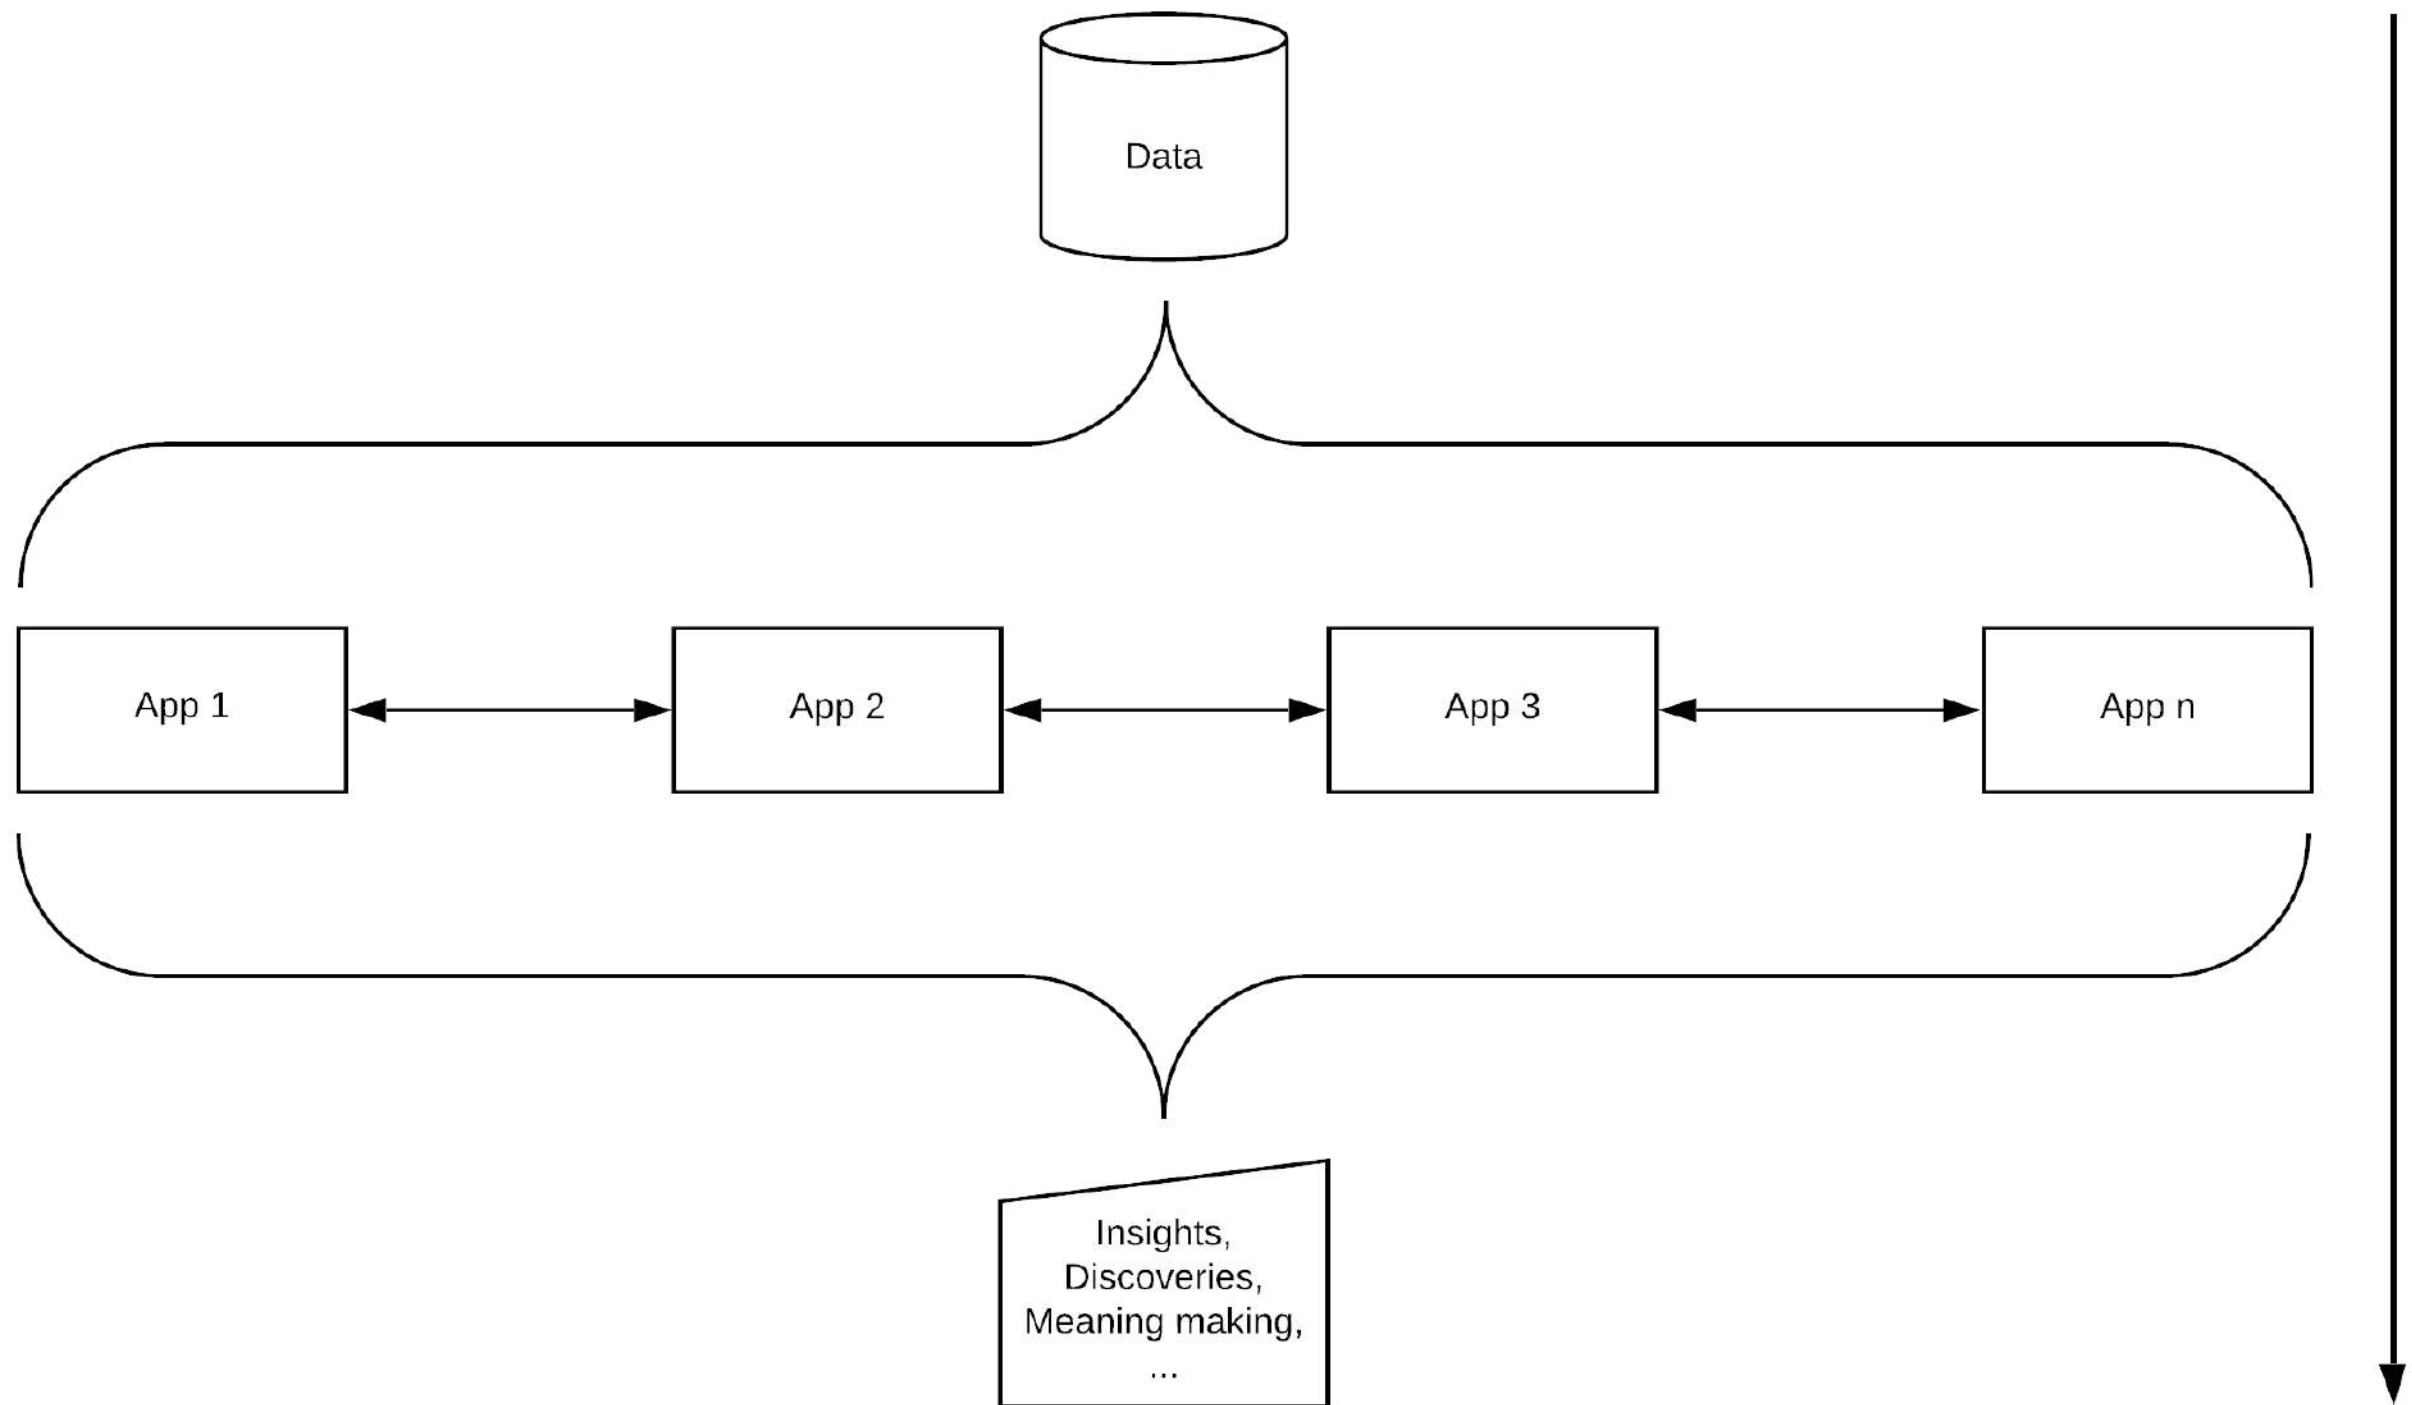 Data
App 1
App 2
App 3
App n
Insights,
Discoveries,
Meaning making,
...